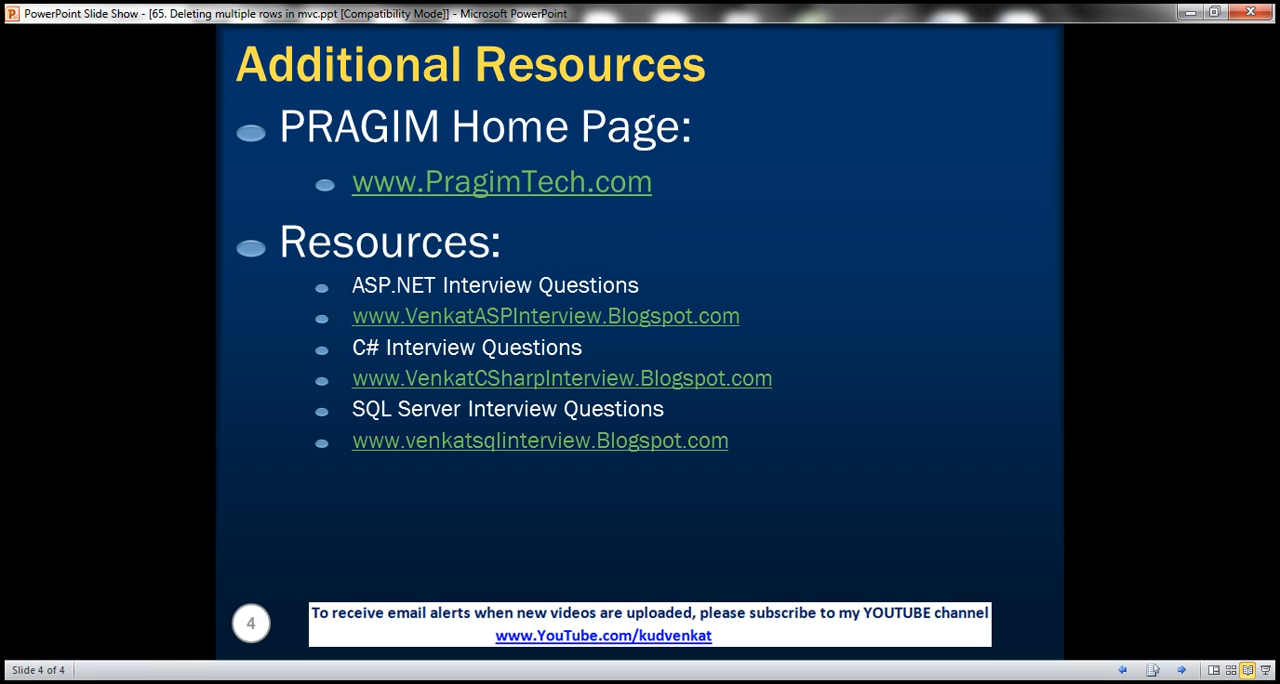 PowerPoint Slide Show - [65. Deleting multiple rows in mvc.ppt [Compatibility Mode]] - Microsoft PowerPoint
Additional Resources
PRAGIM Home Page:
www.PragimTech.com
Resources:
ASP.NET Interview Questions
www.VenkatASPInterview.Blogspot.com
C# Interview Questions
www.VenkatCSharpInterview.Blogspot.com
SQL Server Interview Questions
www.venkatsqlinterview.Blogspot.com
4
To receive email alerts when new videos are uploaded, please subscribe to my YOUTUBE channel
www.YouTube.com/kudvenkat
Slide 4 of 4